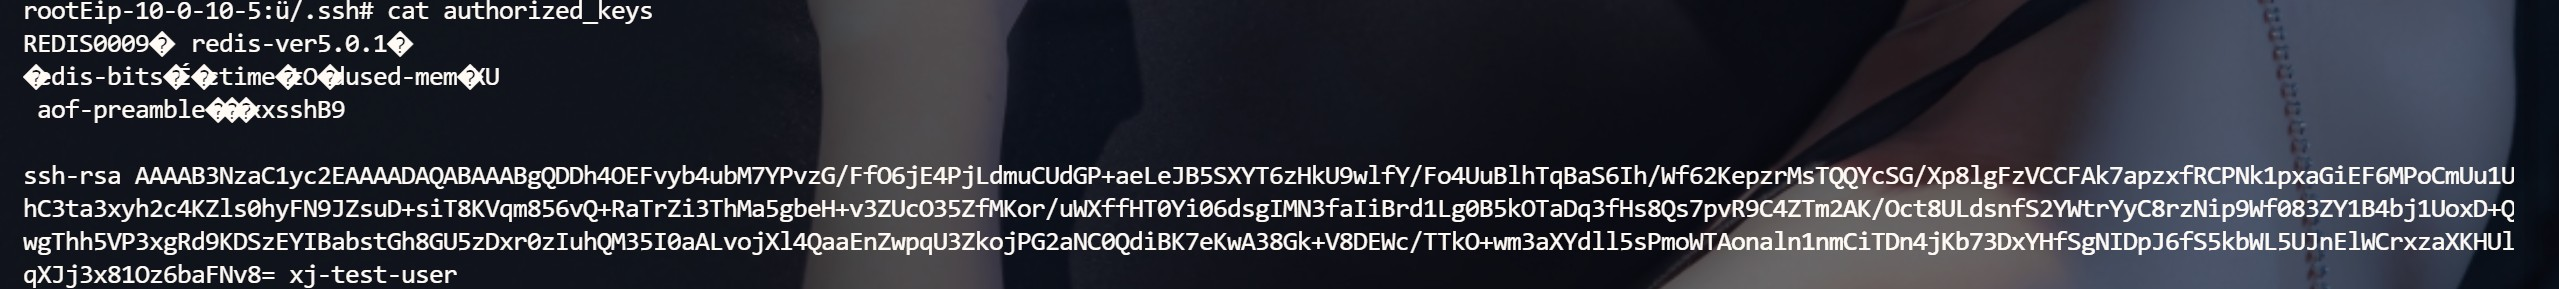 rootEip-10-0-10-5:ü/.ssh# cat authorized_keys
REDIS0009� redis-ver5.0.1�
�edis-bits�É�ctime�zO�dused-mem�XU
aof-preamble���xxsshB9
ssh-rsa AAAAB3NzaC1yc2EAAAADAQABAAABgQDDh4OEFvyb4ubM7YPvzG/FfO6jE4PjLdmuCUdGP+aeLeJB5SXYT6zHkU9wlfY/Fo4UuBlhTqBaS6Ih/Wf62KepzrMsTQQYcSG/Xp8lgFzVCCFAk7apzxfRCPNk1pxaGiEF6MPoCmUu1U
hC3ta3xyh2c4KZls0hyFN9JZsuD+siT8KVqm856vQ+RaTrZi3ThMa5gbeH+v3ZUcO35ZfMKor/uWXffHT0Yi06dsgIMN3faIiBrd1Lg0B5kOTaDq3fHs8Qs7pvR9C4ZTm2AK/Oct8ULdsnfS2YWtrYyC8rzNip9Wf083ZY1B4bj1UoxD+Q
wgThh5VP3xgRd9KDSzEYIBabstGh8GU5zDxr0zIuhQM35I0aALvojXl4QaaEnZwpqU3ZkojPG2aNC0QdiBK7eKwA38Gk+V8DEWc/TTkO+wm3aXYdll5sPmoWTAonaln1nmCiTDn4jKb73DxYHfSgNIDpJ6fS5kbWL5UJnElWCrxzaXKHUl
qXJj3x81Oz6baFNv8= xj-test-user